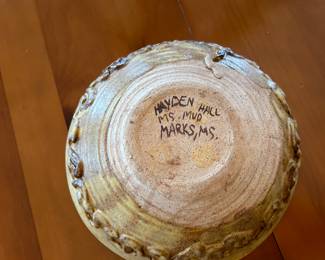 HAYDEN HALL
MS. MUD
MARKS, MS.